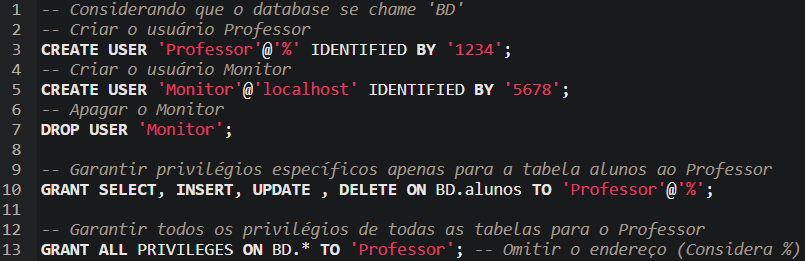 1 -- Considerando que o database se chame 'BD'
2 -- Criar o usuário Professor
3 CREATE USER 'Professor'@'%' IDENTIFIED BY '1234';
4 -- Criar o usuário Monitor
5 CREATE USER 'Monitor'@'localhost' IDENTIFIED BY '5678';
6 -- Apagar o Monitor
7 DROP USER 'Monitor';
8
9 -- Garantir privilégios específicos apenas para a tabela alunos ao Professor
10 GRANT SELECT, INSERT, UPDATE , DELETE ON BD.alunos TO 'Professor'@'%';
11
12 -- Garantir todos os privilégios de todas as tabelas para o Professor
13 GRANT ALL PRIVILEGES ON BD.* TO 'Professor'; -- Omitir o endereço (Considera %)